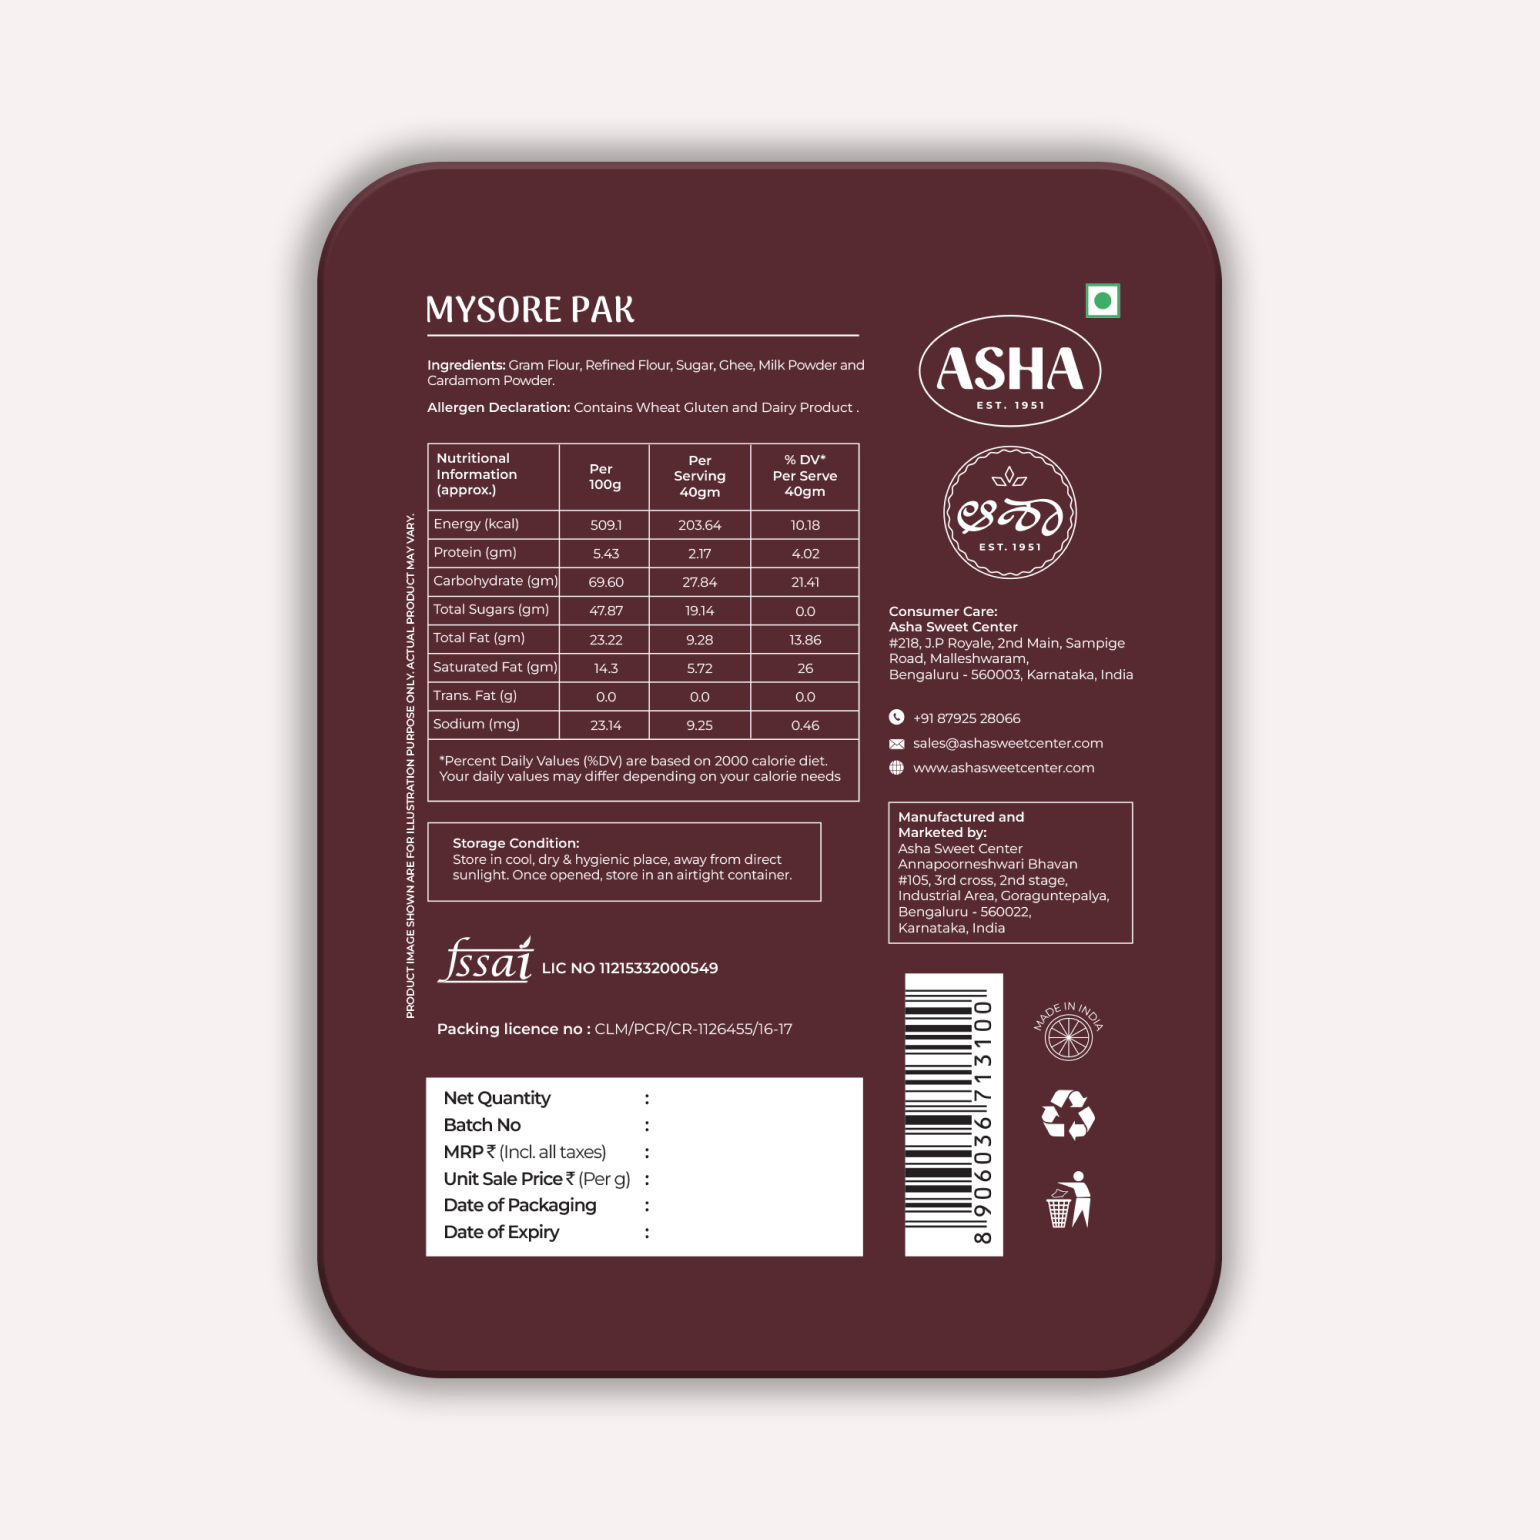 MYSORE PAK
Ingredients: Gram Flour, Refined Flour, Sugar, Ghee, Milk Powder and
Cardamom Powder.
Allergen Declaration: Contains Wheat Gluten and Dairy Product .
Nutritional Information (approx.) Per 100g Per Serving 40gm % DV* Per Serve 40gm
Energy (kcal) 509.1 203.64 10.18
Protein (gm) 5.43 2.17 4.02
Carbohydrate (gm) 69.60 27.84 21.41
Total Sugars (gm) 47.87 19.14 0.0
Total Fat (gm) 23.22 9.28 13.86
Saturated Fat (gm) 14.3 5.72 26
Trans. Fat (g) 0.0 0.0 0.0
Sodium (mg) 23.14 9.25 0.46
*Percent Daily Values (%DV) are based on 2000 calorie diet.
Your daily values may differ depending on your calorie needs
PRODUCT IMAGE SHOWN ARE FOR ILLUSTRATION PURPOSE ONLY. ACTUAL PRODUCT MAY VARY.
Storage Condition:
Store in cool, dry & hygienic place, away from direct
sunlight. Once opened, store in an airtight container.
fssai LIC NO 11215332000549
Packing licence no : CLM/PCR/CR-1126455/16-17
Net Quantity :
Batch No :
MRP ₹ (Incl. all taxes) :
Unit Sale Price ₹ (Per g) :
Date of Packaging :
Date of Expiry :
ASHA
EST. 1951
ಆಶಾ
EST. 1951
Consumer Care:
Asha Sweet Center
#218, J.P Royale, 2nd Main, Sampige
Road, Malleshwaram,
Bengaluru - 560003, Karnataka, India
+91 87925 28066
sales@ashasweetcenter.com
www.ashasweetcenter.com
Manufactured and
Marketed by:
Asha Sweet Center
Annapoorneshwari Bhavan
#105, 3rd cross, 2nd stage,
Industrial Area, Goraguntepalya,
Bengaluru - 560022,
Karnataka, India
8 906036 713100
MADE IN INDIA